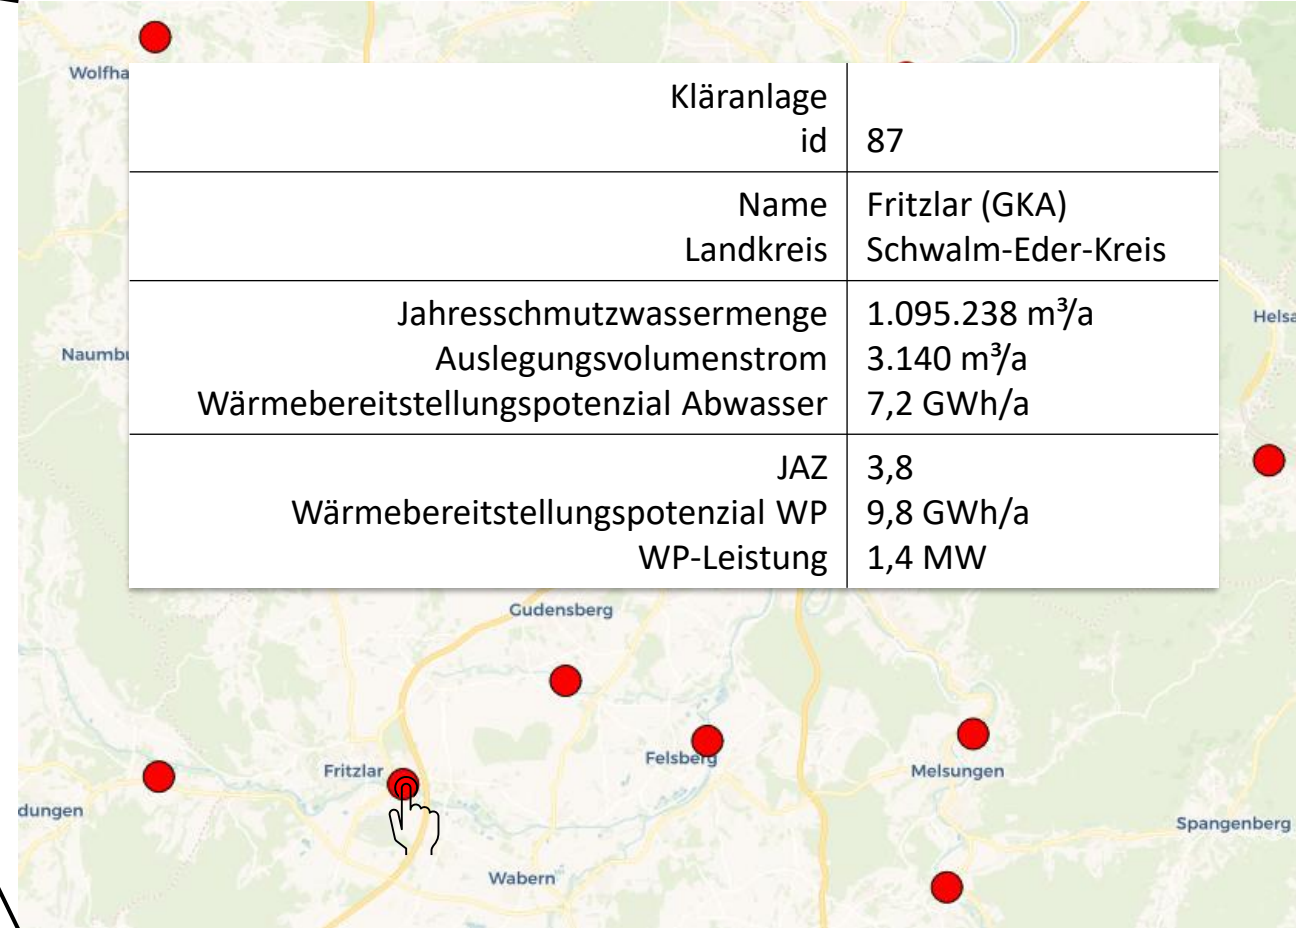 Wolfha
Kläranlage
id 87
Name Fritzlar (GKA)
Landkreis Schwalm-Eder-Kreis
Jahresschmutzwassermenge 1.095.238 m³/a
Auslegungsvolumenstrom 3.140 m³/a
Wärmebereitstellungspotenzial Abwasser 7,2 GWh/a
JAZ 3,8
Wärmebereitstellungspotenzial WP 9,8 GWh/a
WP-Leistung 1,4 MW
Helsa
Naumbu
Gudensberg
Fritzlar
Felsberg
Melsungen
dungen
Spangenberg
Wabern